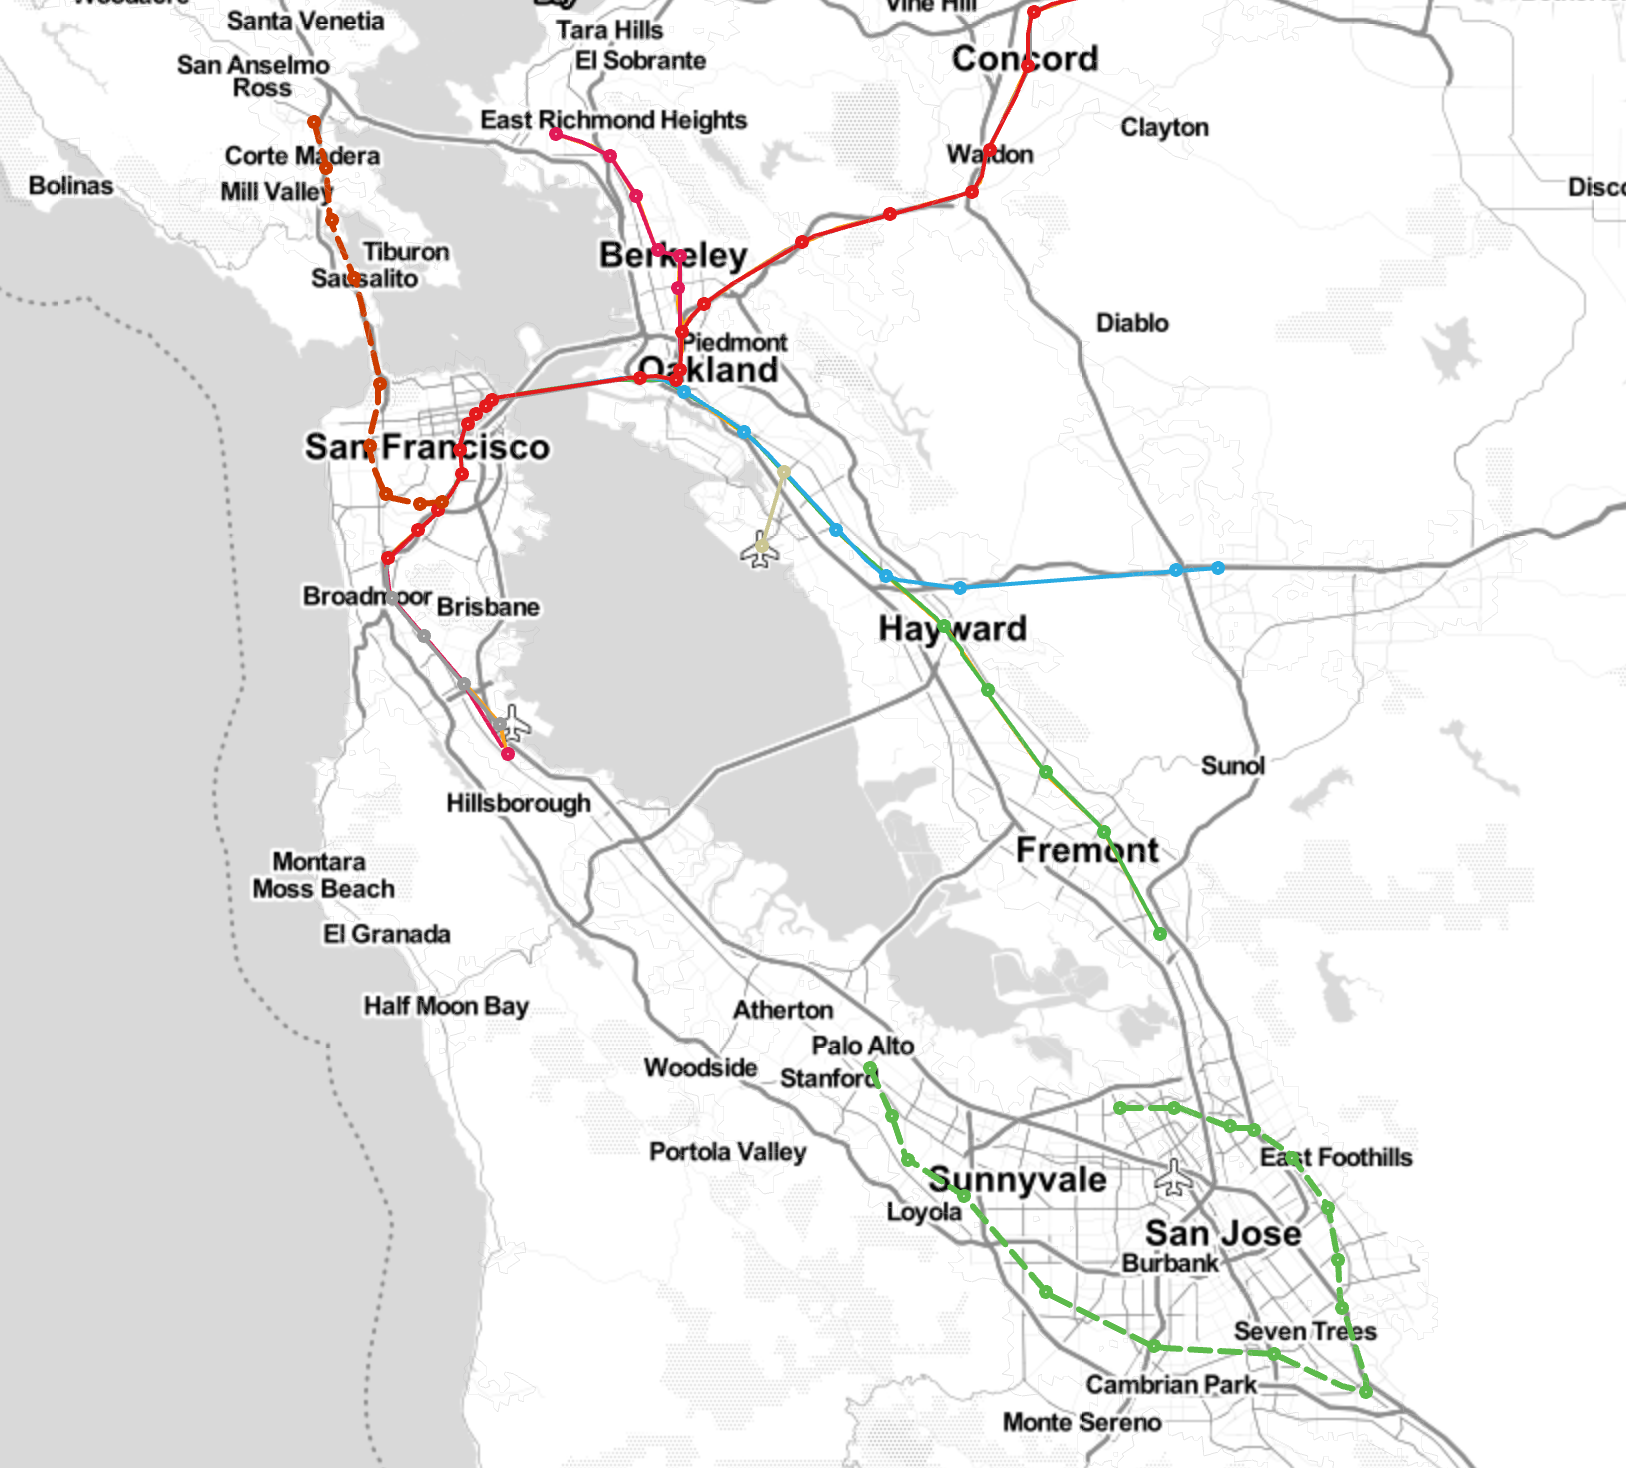 Santa Venetia
Tara Hills
Vine Hill
El Sobrante
Concord
San Anselmo
Ross
East Richmond Heights
Clayton
Corte Madera
Waldon
Bolinas
Mill Valley
Tiburon
Sausalito
Berkeley
Diablo
Piedmont
Oakland
San Francisco
Broadmoor
Brisbane
Hayward
Sunol
Hillsborough
Fremont
Montara
Moss Beach
El Granada
Half Moon Bay
Atherton
Palo Alto
Woodside
Stanford
Portola Valley
East Foothills
Sunnyvale
Loyola
San Jose
Burbank
Seven Trees
Cambrian Park
Monte Sereno